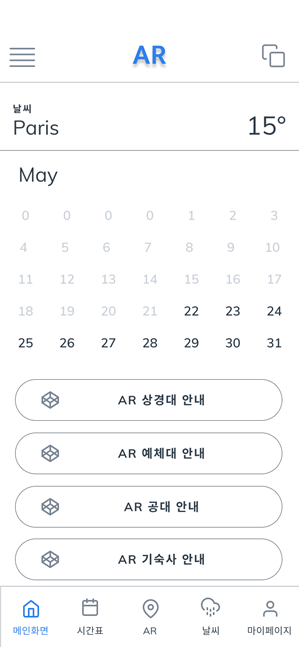 AR
날씨
Paris 15°
May
0 0 0 0 1 2 3
4 5 6 7 8 9 10
11 12 13 14 15 16 17
18 19 20 21 22 23 24
25 26 27 28 29 30 31
AR 상경대 안내
AR 예체대 안내
AR 공대 안내
AR 기숙사 안내
메인화면 시간표 AR 날씨 마이페이지